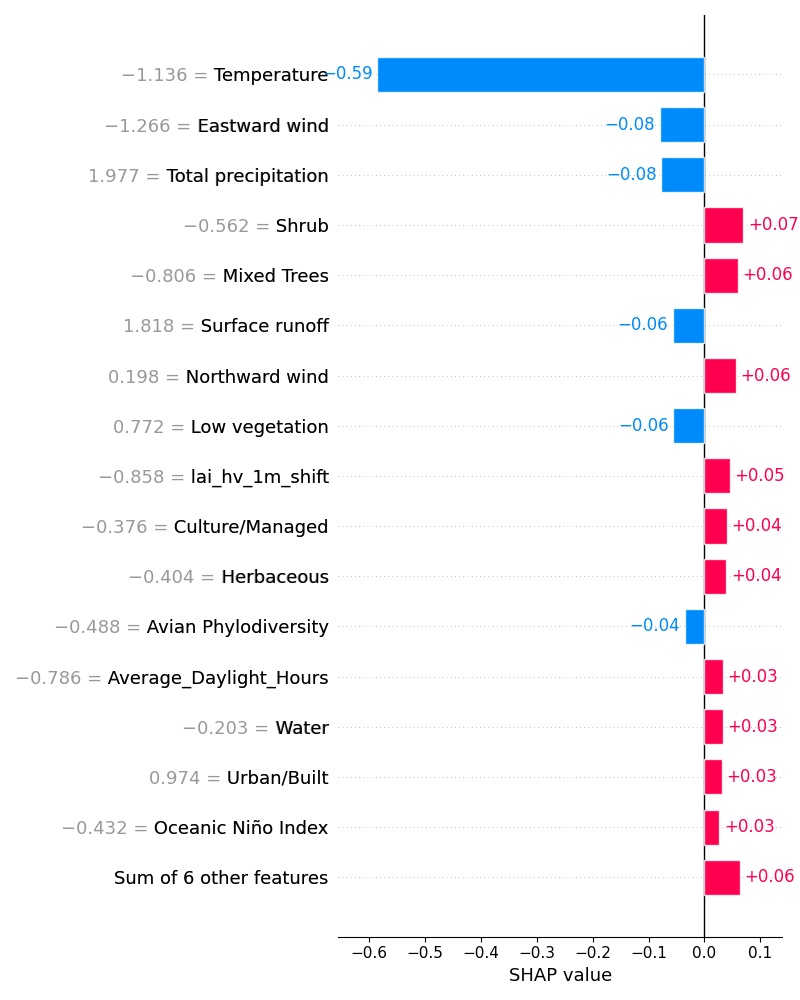 −1.136 = Temperature −0.59
−1.266 = Eastward wind −0.08
1.977 = Total precipitation −0.08
−0.562 = Shrub +0.07
−0.806 = Mixed Trees +0.06
1.818 = Surface runoff −0.06
0.198 = Northward wind +0.06
0.772 = Low vegetation −0.06
−0.858 = lai_hv_1m_shift +0.05
−0.376 = Culture/Managed +0.04
−0.404 = Herbaceous +0.04
−0.488 = Avian Phylodiversity −0.04
−0.786 = Average_Daylight_Hours +0.03
−0.203 = Water +0.03
0.974 = Urban/Built +0.03
−0.432 = Oceanic Niño Index +0.03
Sum of 6 other features +0.06
−0.6 −0.5 −0.4 −0.3 −0.2 −0.1 0.0 0.1
SHAP value